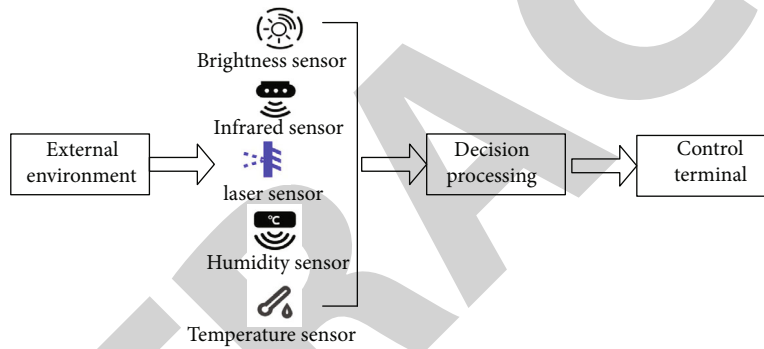 Brightness sensor
Infrared sensor
External
environment
laser sensor
Decision
processing
Control
terminal
°C
Humidity sensor
Temperature sensor